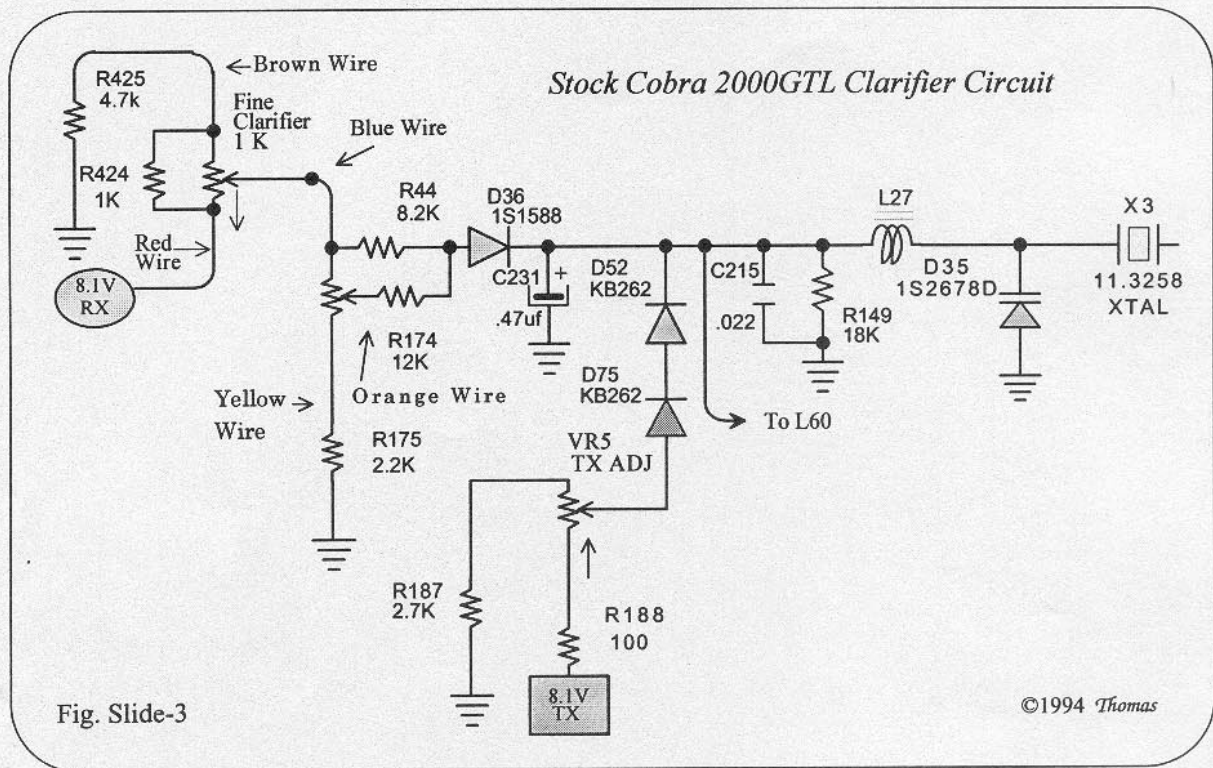 Stock Cobra 2000GTL Clarifier Circuit
R425
4.7k
Brown Wire
Fine
Clarifier
1 K
R424
1K
Blue Wire
Red
Wire
8.1V
RX
R44
8.2K
D36
1S1588
C231
+
.47uf
R174
12K
Orange Wire
Yellow
Wire
R175
2.2K
D52
KB262
D75
KB262
C215
.022
R149
18K
L27
D35
1S2678D
X3
11.3258
XTAL
To L60
VR5
TX ADJ
R187
2.7K
R188
100
8.1V
TX
Fig. Slide-3
©1994 Thomas